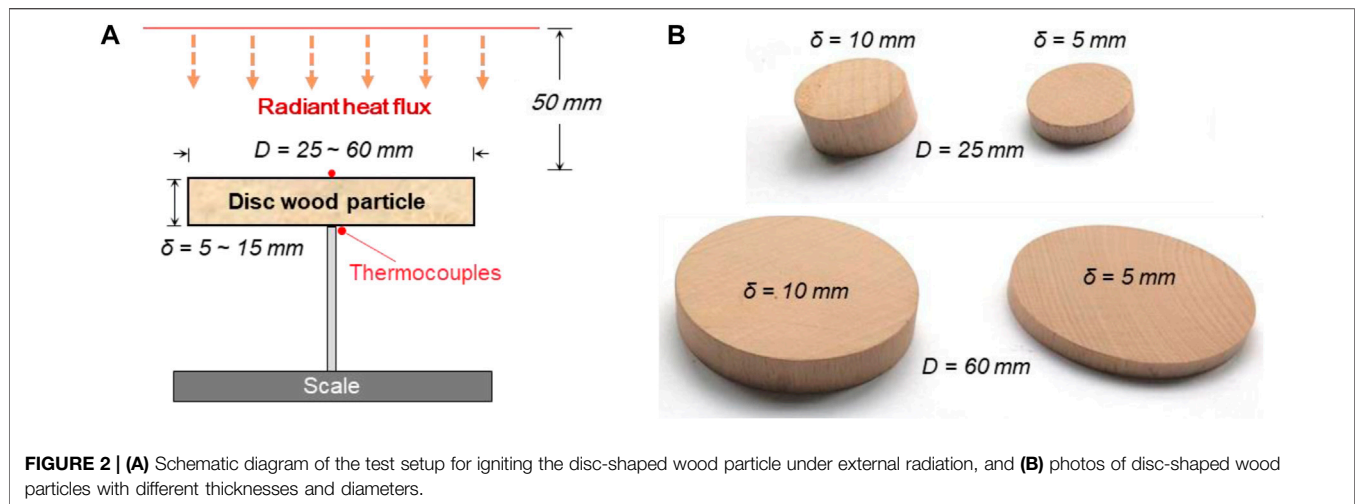 A
50 mm
Radiant heat flux
D = 25 ~ 60 mm
Disc wood particle
δ = 5 ~ 15 mm
Thermocouples
Scale
B
δ = 10 mm
δ = 5 mm
D = 25 mm
δ = 10 mm
δ = 5 mm
D = 60 mm
FIGURE 2 | (A) Schematic diagram of the test setup for igniting the disc-shaped wood particle under external radiation, and (B) photos of disc-shaped wood
particles with different thicknesses and diameters.